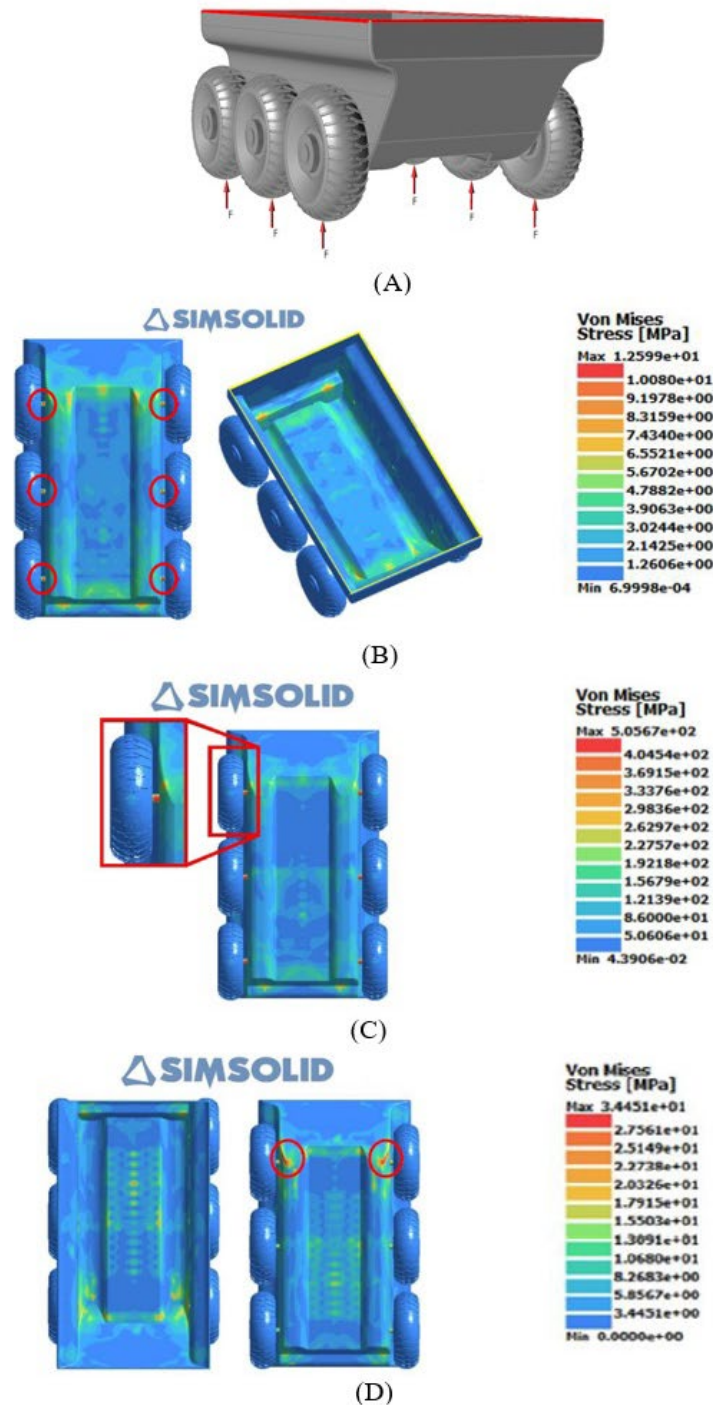 F
F
F
F
F
F
(A)
SIMSOLID
Von Mises
Stress [MPa]
Max 1.2599e+01
1.0080e+01
9.1978e+00
8.3159e+00
7.4340e+00
6.5521e+00
5.6702e+00
4.7882e+00
3.9063e+00
3.0244e+00
2.1425e+00
1.2606e+00
Min 6.9998e-04
(B)
SIMSOLID
Von Mises
Stress [MPa]
Max 5.0567e+02
4.0454e+02
3.6915e+02
3.3376e+02
2.9836e+02
2.6297e+02
2.2757e+02
1.9218e+02
1.5679e+02
1.2139e+02
8.6000e+01
5.0606e+01
Min 4.3906e-02
(C)
SIMSOLID
Von Mises
Stress [MPa]
Max 3.4451e+01
2.7561e+01
2.5149e+01
2.2738e+01
2.0326e+01
1.7915e+01
1.5503e+01
1.3091e+01
1.0680e+01
8.2683e+00
5.8567e+00
3.4451e+00
Min 0.0000e+00
(D)